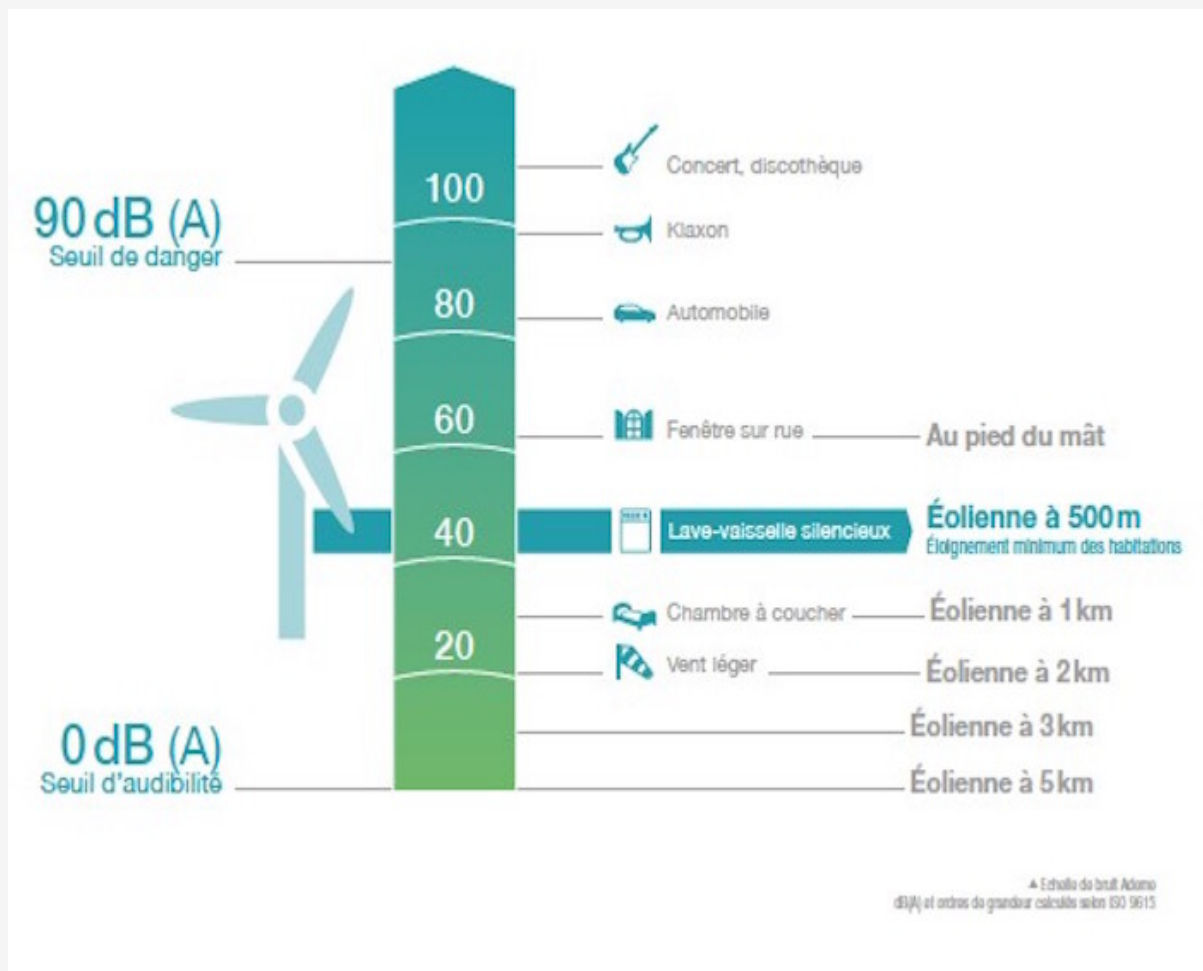 100
Concert, discothèque
90 dB (A)
Seuil de danger
Klaxon
80
Automobile
60
Fenêtre sur rue
Au pied du mât
40
Lave-vaisselle silencieux
Éolienne à 500 m
Éloignement minimum des habitations
Chambre à coucher
Éolienne à 1 km
20
Vent léger
Éolienne à 2 km
Éolienne à 3 km
0 dB (A)
Seuil d'audibilité
Éolienne à 5 km
Echelle de bruit Ademe
dB(A) et ordres de grandeur calculés selon ISO 9613